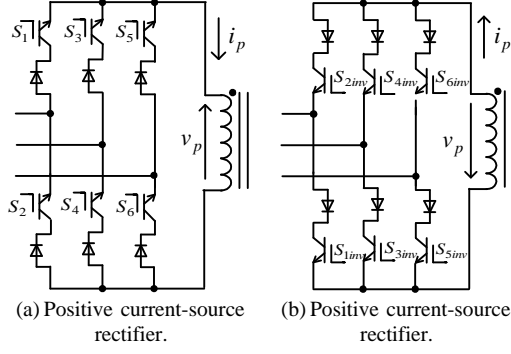 S1 S3 S5
ip
vp
S2 S4 S6
(a) Positive current-source
rectifier.
S2inv S4inv S6inv
ip
vp
S1inv S3inv S5inv
(b) Positive current-source
rectifier.